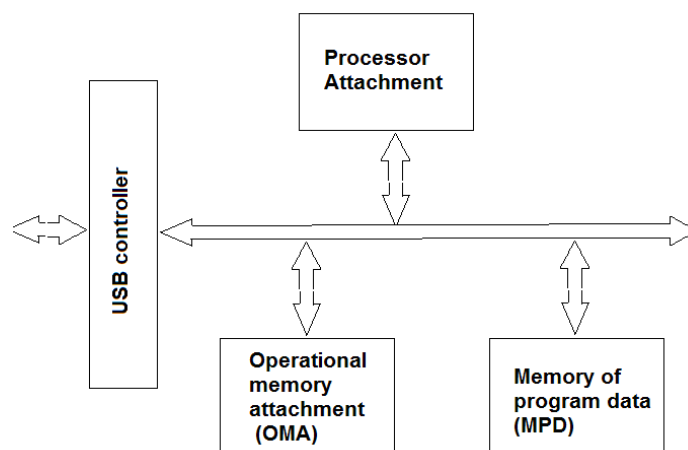 Processor
Attachment
USB controller
Operational
memory
attachment
(OMA)
Memory of
program data
(MPD)